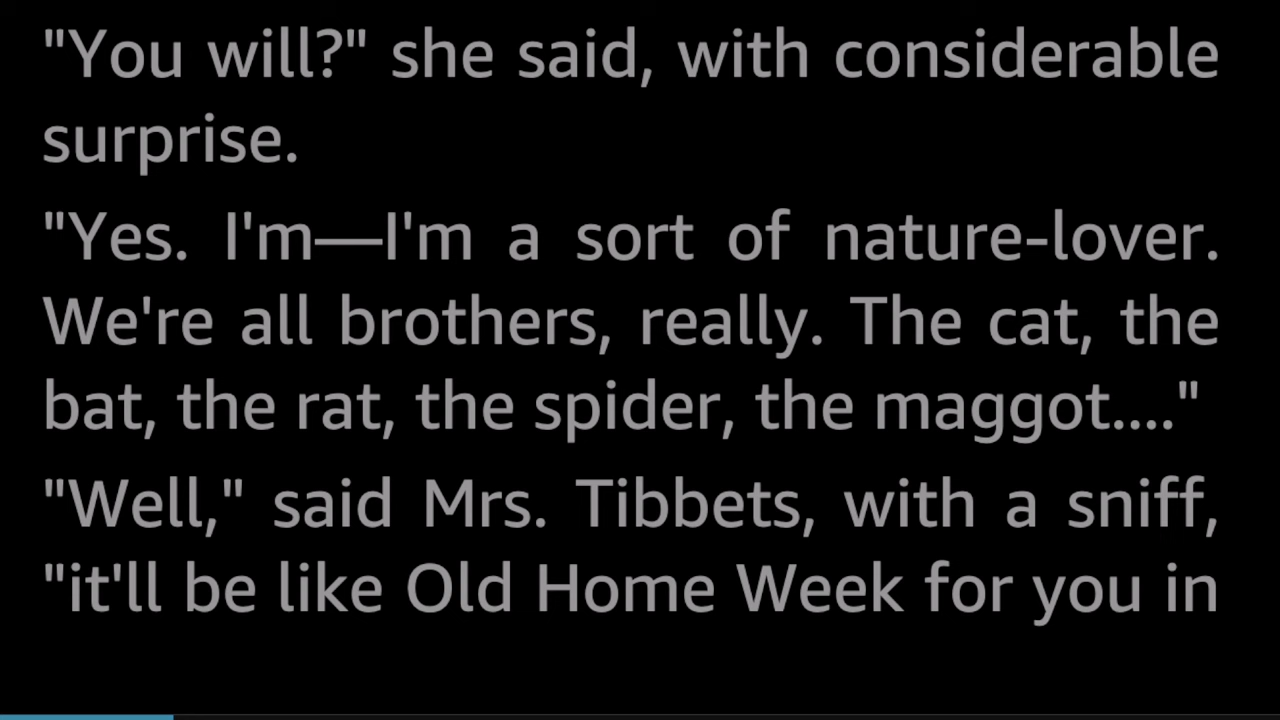 "You will?" she said, with considerable
surprise.
"Yes. I'm—I'm a sort of nature-lover.
We're all brothers, really. The cat, the
bat, the rat, the spider, the maggot...."
"Well," said Mrs. Tibbets, with a sniff,
"it'll be like Old Home Week for you in